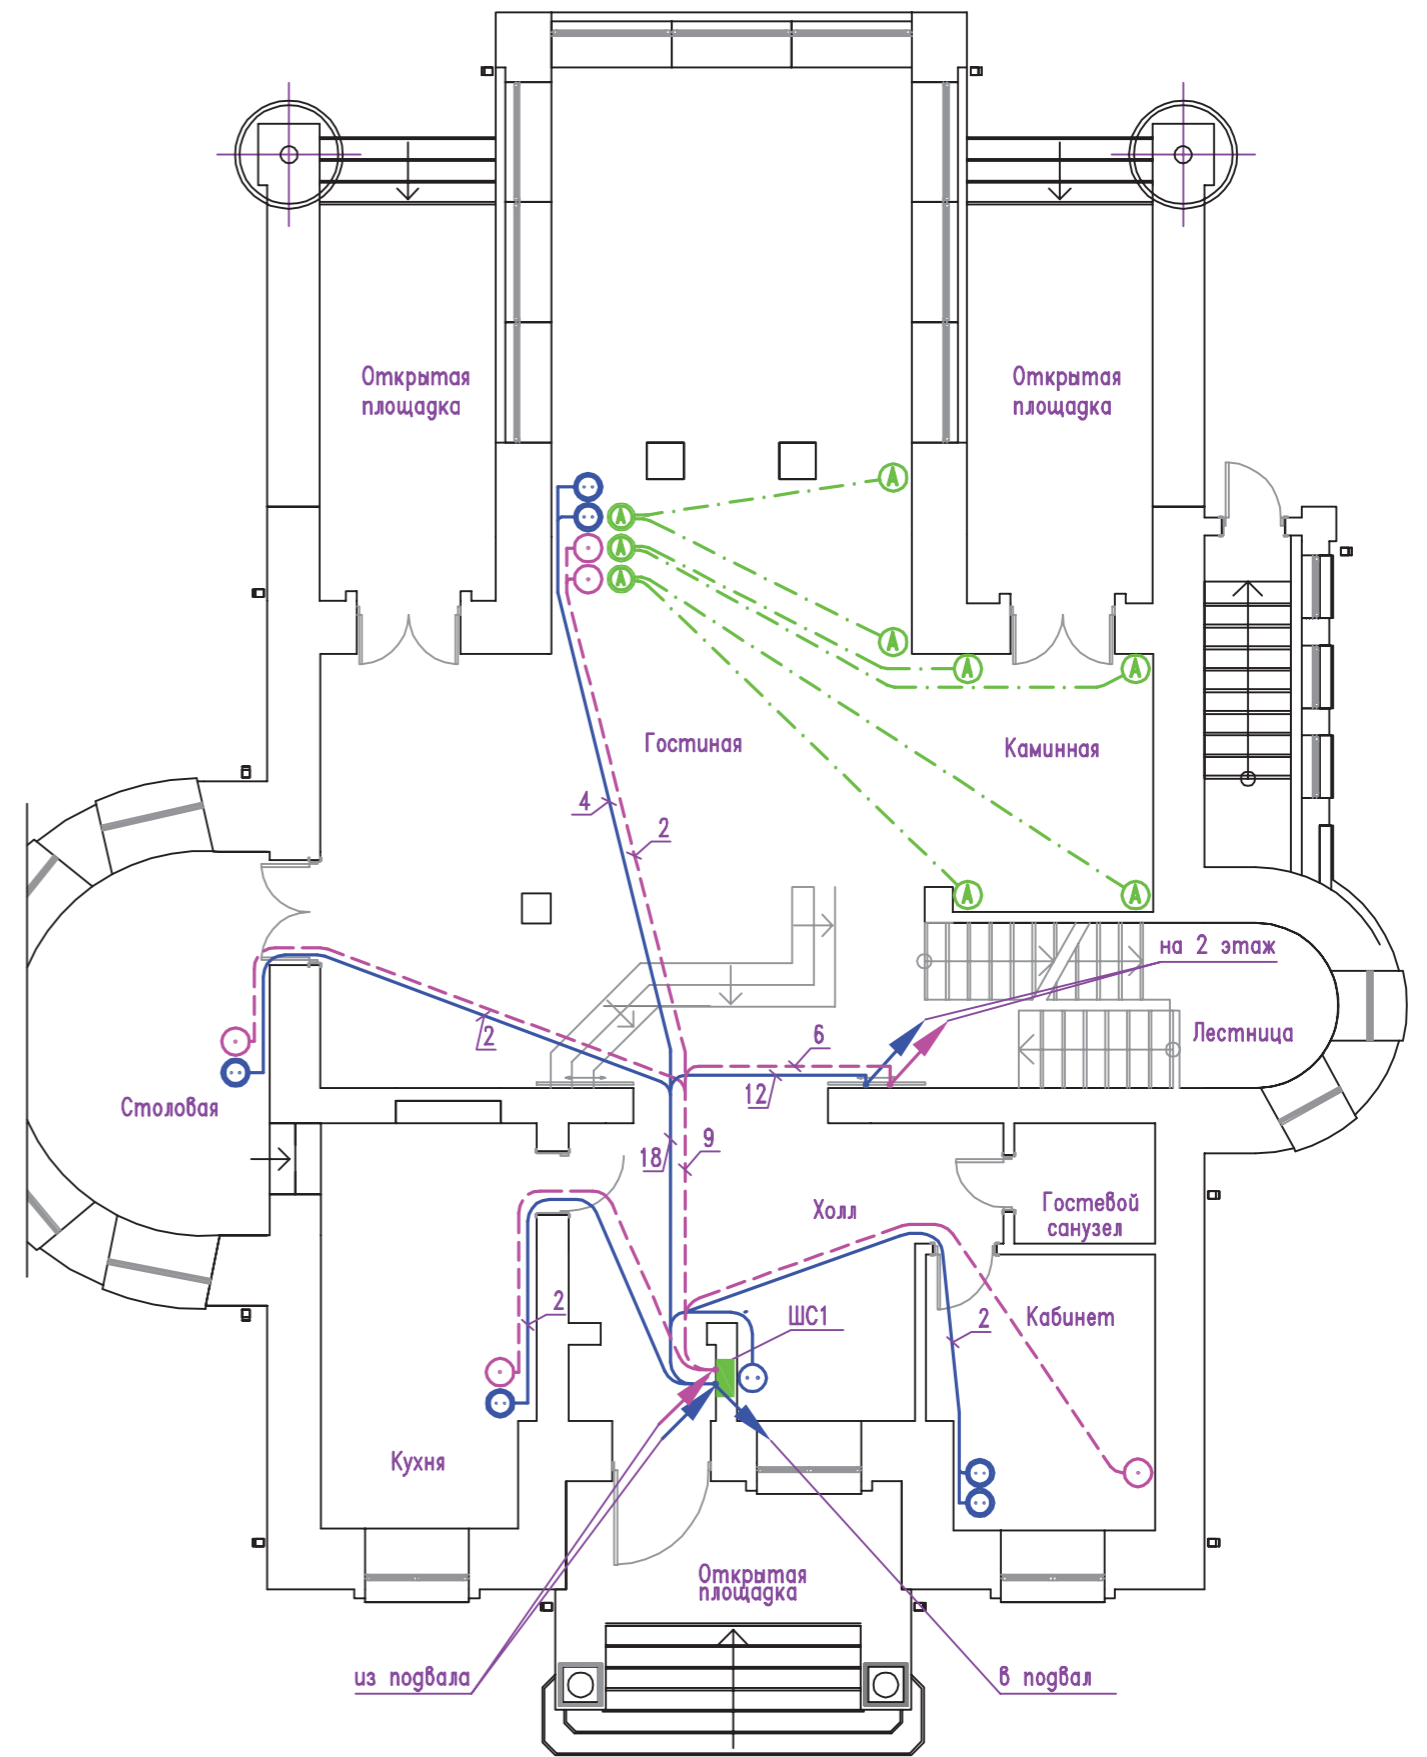 Открытая
площадка
Открытая
площадка
А
А
А
А
А
А
А
А
А
Гостиная
Каминная
4
2
на 2 этаж
2
6
12
Лестница
Столовая
18
9
Холл
Гостевой
санузел
2
ШС1
2
Кабинет
Кухня
Открытая
площадка
из подвала
в подвал